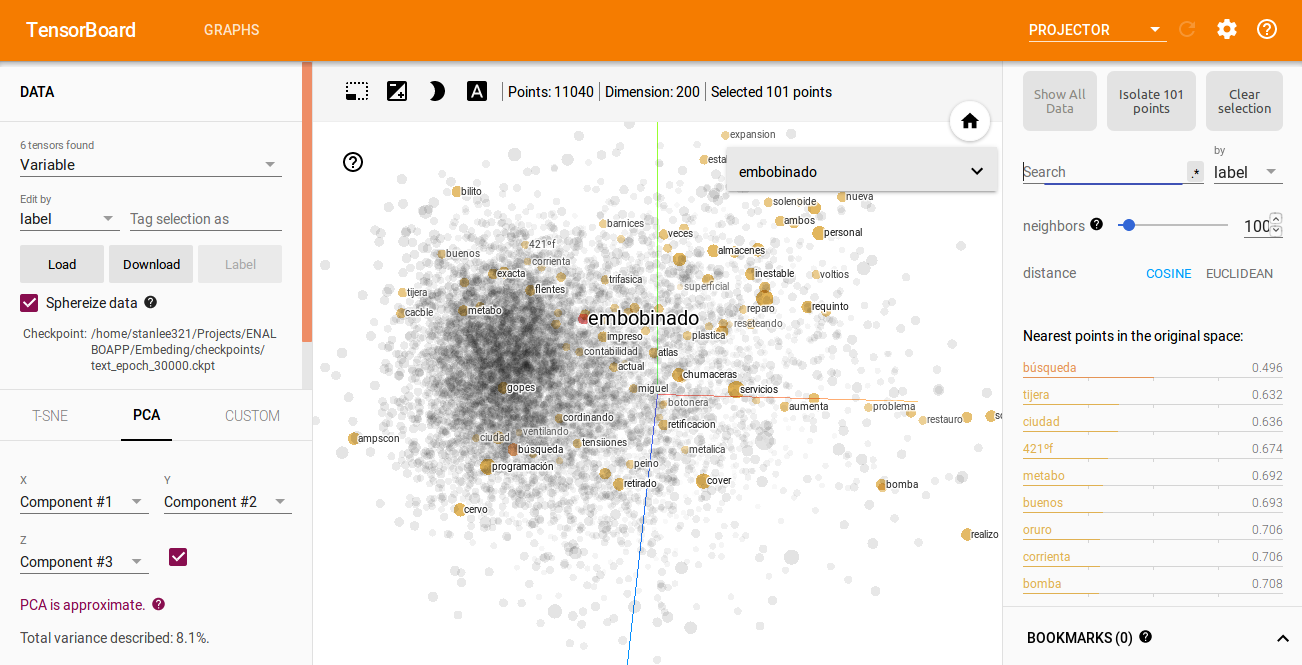 TensorBoard
GRAPHS
PROJECTOR
DATA
6 tensors found
Variable
Edit by
label
Tag selection as
Load
Download
Label
Sphereize data
Checkpoint: /home/stanlee321/Projects/ENAL
BOAPP/Embeding/checkpoints/
text_epoch_30000.ckpt
T-SNE
PCA
CUSTOM
X
Component #1
Y
Component #2
Z
Component #3
PCA is approximate.
Total variance described: 8.1%.
A
Points: 11040
Dimension: 200
Selected 101 points
embobinado
expansion
esta
bilito
nueva
solenoide
ambos
barnices
veces
personal
421ºf
buenos
corrienta
almacenes
exacta
trifasica
inestable
voltios
superficial
tijera
flentes
cacble
metabo
reparo
requinto
embobinado
reseteando
impreso
plastica
contabilidad
atlas
actual
chumaceras
gopes
miguel
servicios
botonera
aumenta
problema
cordinando
restauro
sc
retificacion
ventilando
ampscon
ciudad
tensiones
búsqueda
metalica
programación
peino
retirado
cover
bomba
cervo
realizo
Show All
Data
Isolate 101
points
Clear
selection
Search
.*
by
label
neighbors
100
distance
COSINE
EUCLIDEAN
Nearest points in the original space:
búsqueda 0.496
tijera 0.632
ciudad 0.636
421ºf 0.674
metabo 0.692
buenos 0.693
oruro 0.706
corrienta 0.706
bomba 0.708
BOOKMARKS (0)